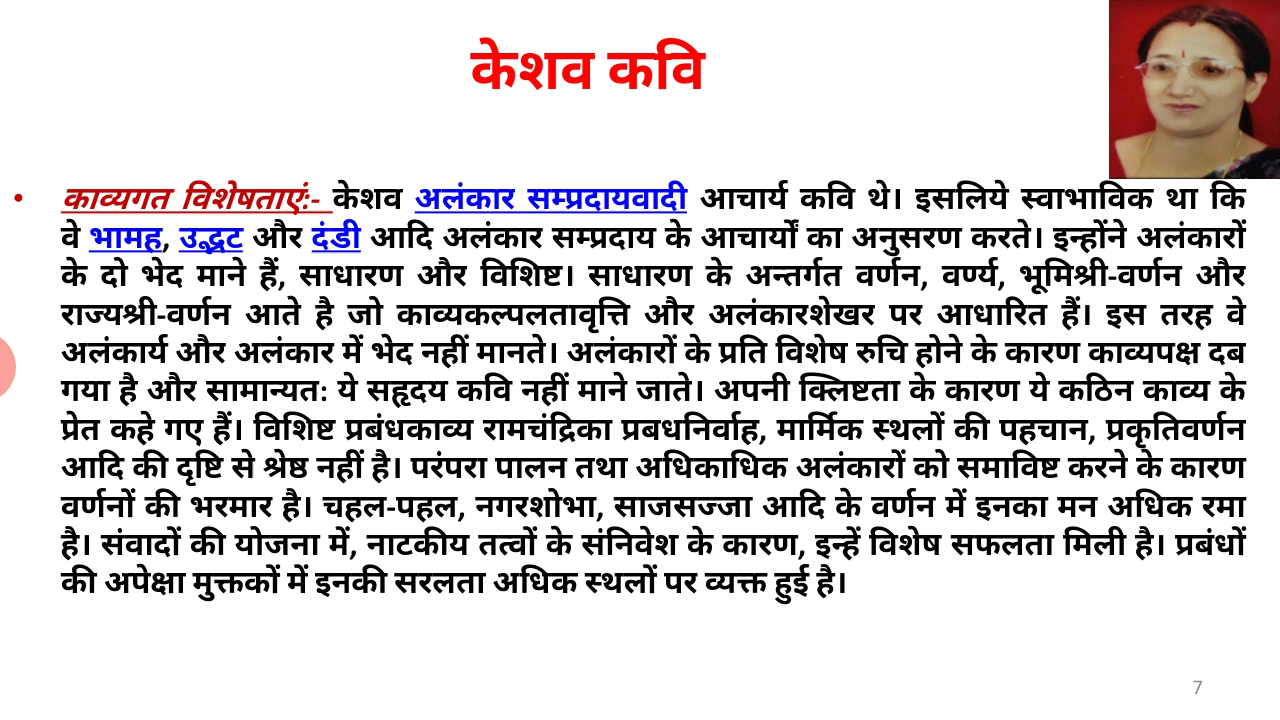 केशव कवि
• काव्यगत विशेषताएं:- केशव अलंकार सम्प्रदायवादी आचार्य कवि थे। इसलिये स्वाभाविक था कि
वे भामह, उद्भट और दंडी आदि अलंकार सम्प्रदाय के आचार्यों का अनुसरण करते। इन्होंने अलंकारों
के दो भेद माने हैं, साधारण और विशिष्ट। साधारण के अन्तर्गत वर्णन, वर्ण्य, भूमिश्री-वर्णन और
राज्यश्री-वर्णन आते है जो काव्यकल्पलतावृत्ति और अलंकारशेखर पर आधारित हैं। इस तरह वे
अलंकार्य और अलंकार में भेद नहीं मानते। अलंकारों के प्रति विशेष रुचि होने के कारण काव्यपक्ष दब
गया है और सामान्यत: ये सहृदय कवि नहीं माने जाते। अपनी क्लिष्टता के कारण ये कठिन काव्य के
प्रेत कहे गए हैं। विशिष्ट प्रबंधकाव्य रामचंद्रिका प्रबधनिर्वाह, मार्मिक स्थलों की पहचान, प्रकृतिवर्णन
आदि की दृष्टि से श्रेष्ठ नहीं है। परंपरा पालन तथा अधिकाधिक अलंकारों को समाविष्ट करने के कारण
वर्णनों की भरमार है। चहल-पहल, नगरशोभा, साजसज्जा आदि के वर्णन में इनका मन अधिक रमा
है। संवादों की योजना में, नाटकीय तत्वों के संनिवेश के कारण, इन्हें विशेष सफलता मिली है। प्रबंधों
की अपेक्षा मुक्तकों में इनकी सरलता अधिक स्थलों पर व्यक्त हुई है।
7